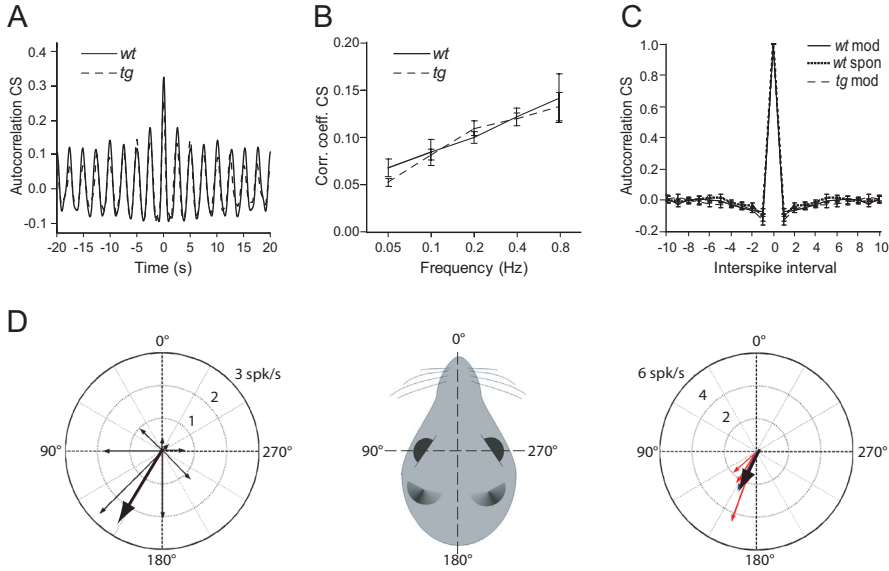 A
wt
tg
Autocorrelation CS
0.4
0.3
0.2
0.1
0.0
-0.1
-20 -15 -10 -5 0 5 10 15 20
Time (s)
B
wt
tg
Corr. coeff. CS
0.20
0.15
0.10
0.05
0.00
0.05 0.1 0.2 0.4 0.8
Frequency (Hz)
C
wt mod
wt spon
tg mod
Autocorrelation CS
1.0
0.8
0.6
0.4
0.2
0.0
-0.2
-10 -8 -6 -4 -2 0 2 4 6 8 10
Interspike interval
D
0°
3 spk/s
2
1
90°
270°
180°
0°
90°
270°
180°
0°
6 spk/s
4
2
90°
270°
180°